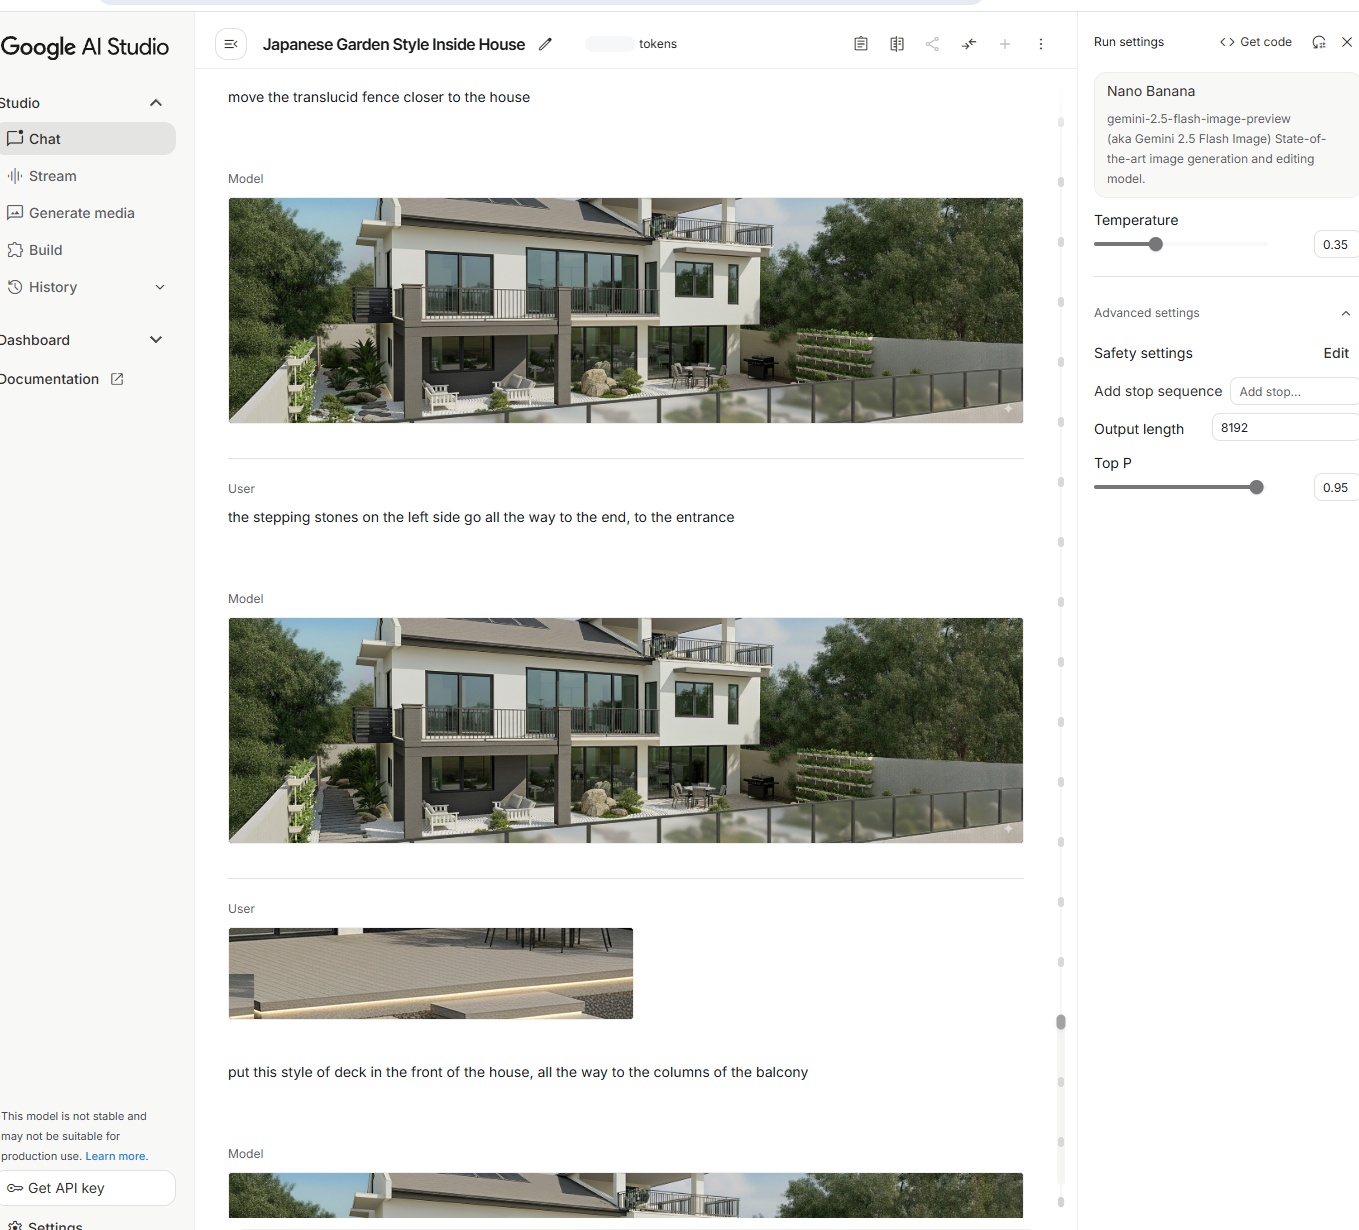 Google AI Studio
Studio
Chat
Stream
Generate media
Build
History
Dashboard
Documentation
This model is not stable and
may not be suitable for
production use. Learn more.
Get API key
Settings
Japanese Garden Style Inside House
tokens
move the translucid fence closer to the house
Model
User
the stepping stones on the left side go all the way to the end, to the entrance
Model
User
put this style of deck in the front of the house, all the way to the columns of the balcony
Model
Run settings
Get code
Nano Banana
gemini-2.5-flash-image-preview
(aka Gemini 2.5 Flash Image) State-of-
the-art image generation and editing
model.
Temperature
0.35
Advanced settings
Safety settings
Edit
Add stop sequence
Add stop...
Output length
8192
Top P
0.95